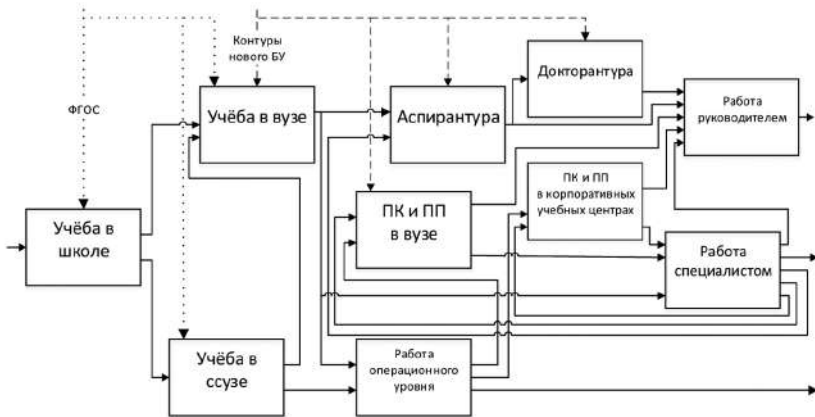 Контуры
нового БУ
ФГОС
Докторантура
Учёба в вузе
Аспирантура
Работа
руководителем
ПК и ПП
в корпоративных
учебных центрах
ПК и ПП
в вузе
Учёба в
школе
Работа
специалистом
Учёба в
ссузе
Работа
операционного
уровня